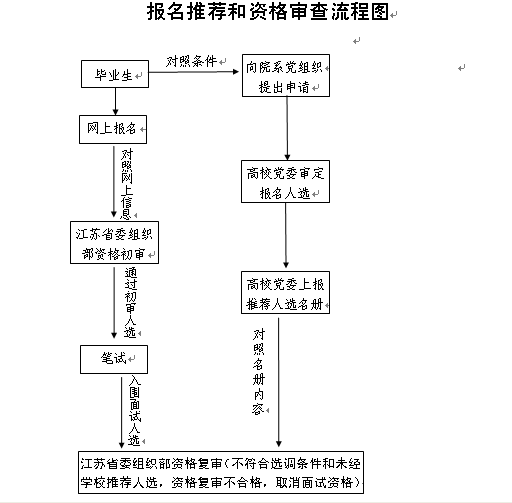 报名推荐和资格审查流程图
毕业生
对照条件
向院系党组织
提出申请
网上报名
对照网上信息
高校党委审定
报名人选
江苏省委组织
部资格初审
通过初审人选
高校党委上报
推荐人选名册
笔试
对照名册内容
入围面试人选
江苏省委组织部资格复审（不符合选调条件和未经
学校推荐人选，资格复审不合格，取消面试资格）